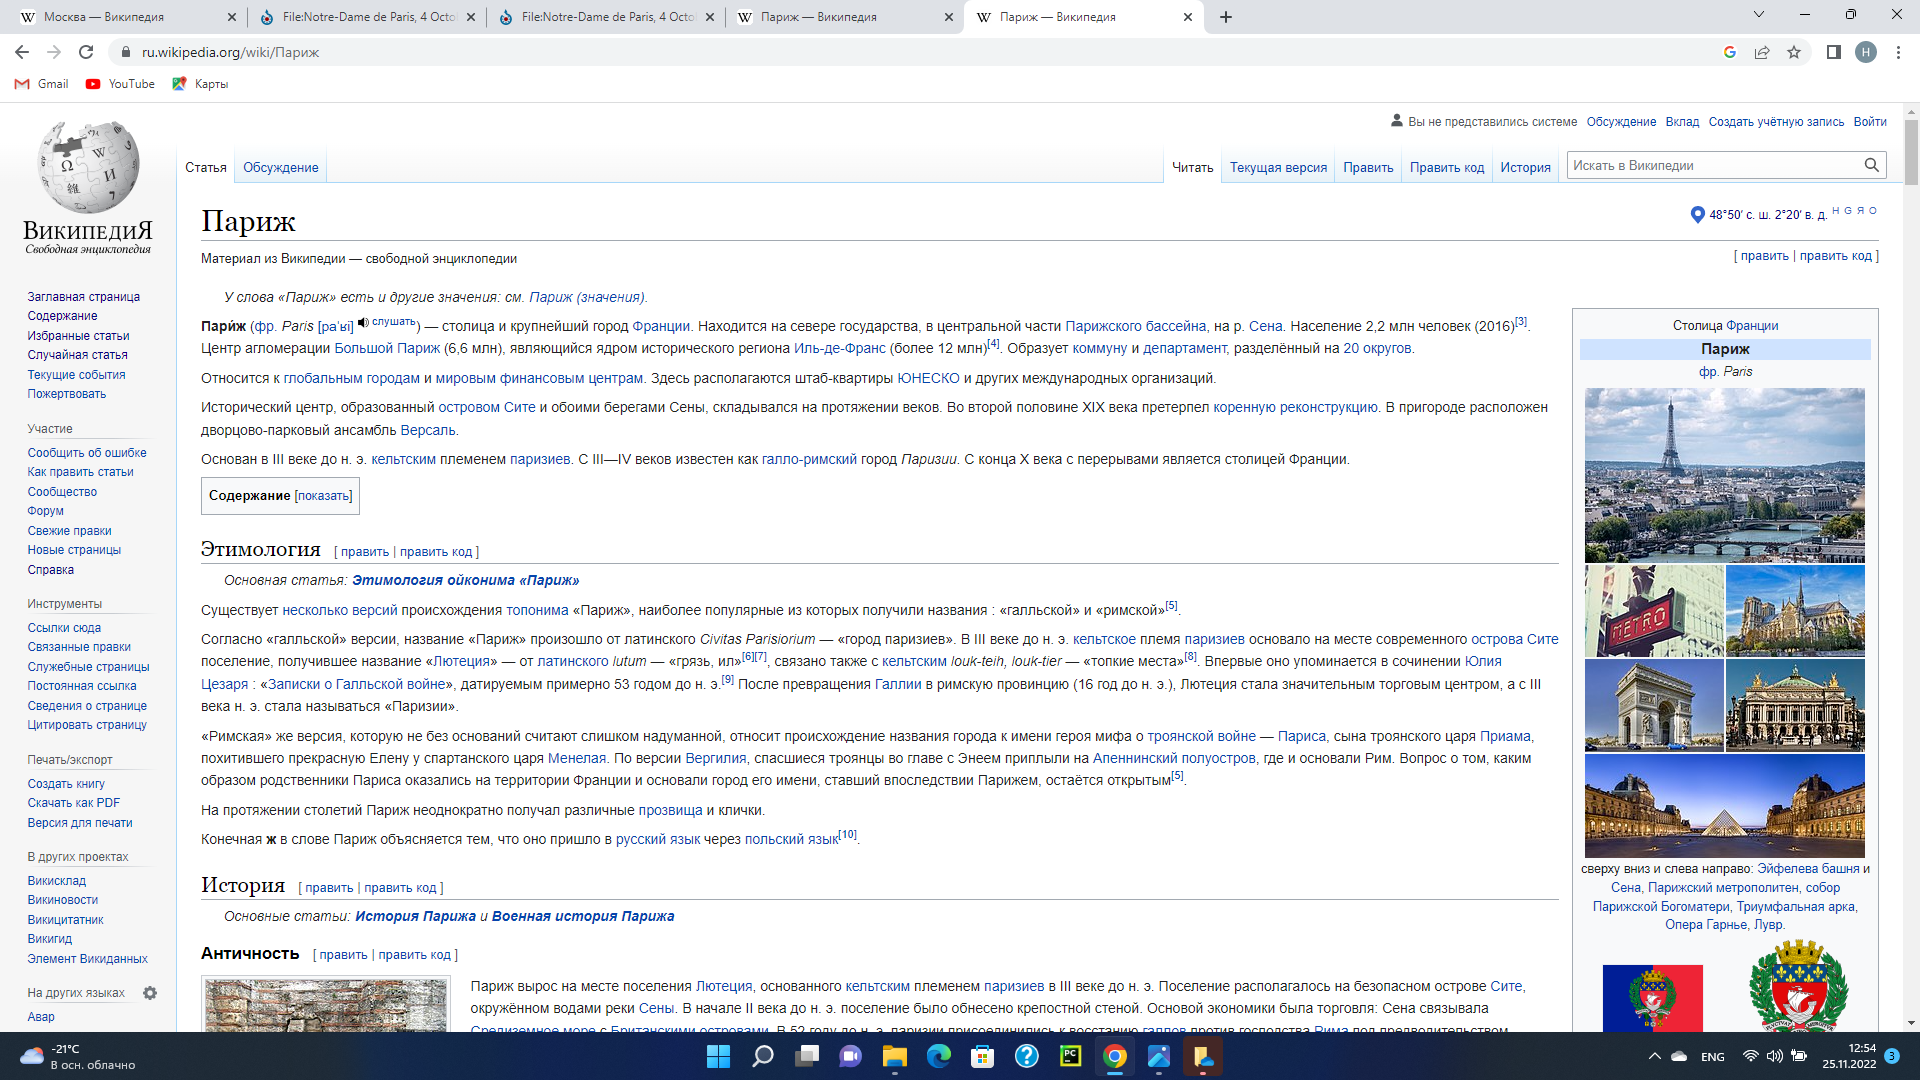 Москва — Википедия
File:Notre-Dame de Paris, 4 Octo
File:Notre-Dame de Paris, 4 Octo
Париж — Википедия
Париж — Википедия
ru.wikipedia.org/wiki/Париж
H
Gmail
YouTube
Карты
Вы не представились системе Обсуждение Вклад Создать учётную запись Войти
ВикипедиЯ
Свободная энциклопедия
Статья Обсуждение
Читать Текущая версия Править Править код История
Искать в Википедии
Заглавная страница
Содержание
Избранные статьи
Случайная статья
Текущие события
Пожертвовать
Участие
Сообщить об ошибке
Как править статьи
Сообщество
Форум
Свежие правки
Новые страницы
Справка
Инструменты
Ссылки сюда
Связанные правки
Служебные страницы
Постоянная ссылка
Сведения о странице
Цитировать страницу
Печать/экспорт
Создать книгу
Скачать как PDF
Версия для печати
В других проектах
Викисклад
Викиновости
Викицитатник
Викигид
Элемент Викиданных
На других языках
Авар
Париж
48°50′ с. ш. 2°20′ в. д. H G Я O
Материал из Википедии — свободной энциклопедии
[ править | править код ]
У слова «Париж» есть и другие значения: см. Париж (значения).
Пари́ж (фр. Paris [paˈʁi] слушать) — столица и крупнейший город Франции. Находится на севере государства, в центральной части Парижского бассейна, на р. Сена. Население 2,2 млн человек (2016)[3].
Центр агломерации Большой Париж (6,6 млн), являющийся ядром исторического региона Иль-де-Франс (более 12 млн)[4]. Образует коммуну и департамент, разделённый на 20 округов.
Относится к глобальным городам и мировым финансовым центрам. Здесь располагаются штаб-квартиры ЮНЕСКО и других международных организаций.
Исторический центр, образованный островом Сите и обоими берегами Сены, складывался на протяжении веков. Во второй половине XIX века претерпел коренную реконструкцию. В пригороде расположен
дворцово-парковый ансамбль Версаль.
Основан в III веке до н. э. кельтским племенем паризиев. С III—IV веков известен как галло-римский город Паризии. С конца X века с перерывами является столицей Франции.
Содержание [показать]
Этимология [ править | править код ]
Основная статья: Этимология ойконима «Париж»
Существует несколько версий происхождения топонима «Париж», наиболее популярные из которых получили названия : «галльской» и «римской»[5].
Согласно «галльской» версии, название «Париж» произошло от латинского Civitas Parisiorium — «город паризиев». В III веке до н. э. кельтское племя паризиев основало на месте современного острова Сите
поселение, получившее название «Лютеция» — от латинского lutum — «грязь, ил»[6][7], связано также с кельтским louk-teih, louk-tier — «топкие места»[8]. Впервые оно упоминается в сочинении Юлия
Цезаря : «Записки о Галльской войне», датируемым примерно 53 годом до н. э.[9] После превращения Галлии в римскую провинцию (16 год до н. э.), Лютеция стала значительным торговым центром, а с III
века н. э. стала называться «Паризии».
«Римская» же версия, которую не без оснований считают слишком надуманной, относит происхождение названия города к имени героя мифа о троянской войне — Париса, сына троянского царя Приама,
похитившего прекрасную Елену у спартанского царя Менелая. По версии Вергилия, спасшиеся троянцы во главе с Энеем приплыли на Апеннинский полуостров, где и основали Рим. Вопрос о том, каким
образом родственники Париса оказались на территории Франции и основали город его имени, ставший впоследствии Парижем, остаётся открытым[5].
На протяжении столетий Париж неоднократно получал различные прозвища и клички.
Конечная ж в слове Париж объясняется тем, что оно пришло в русский язык через польский язык[10].
История [ править | править код ]
Основные статьи: История Парижа и Военная история Парижа
Античность [ править | править код ]
Париж вырос на месте поселения Лютеция, основанного кельтским племенем паризиев в III веке до н. э. Поселение располагалось на безопасном острове Сите,
окружённом водами реки Сены. В начале II века до н. э. поселение было обнесено крепостной стеной. Основой экономики была торговля: Сена связывала
Средиземное море с Британскими островами. В 52 году до н. э. паризии присоединились к восстанию галлов против господства Рима под предводительством
Столица Франции
Париж
фр. Paris
METRO
сверху вниз и слева направо: Эйфелева башня и
Сена, Парижский метрополитен, собор
Парижской Богоматери, Триумфальная арка,
Опера Гарнье, Лувр.
-21°C
В осн. облачно
PC
ENG
12:54
25.11.2022
3